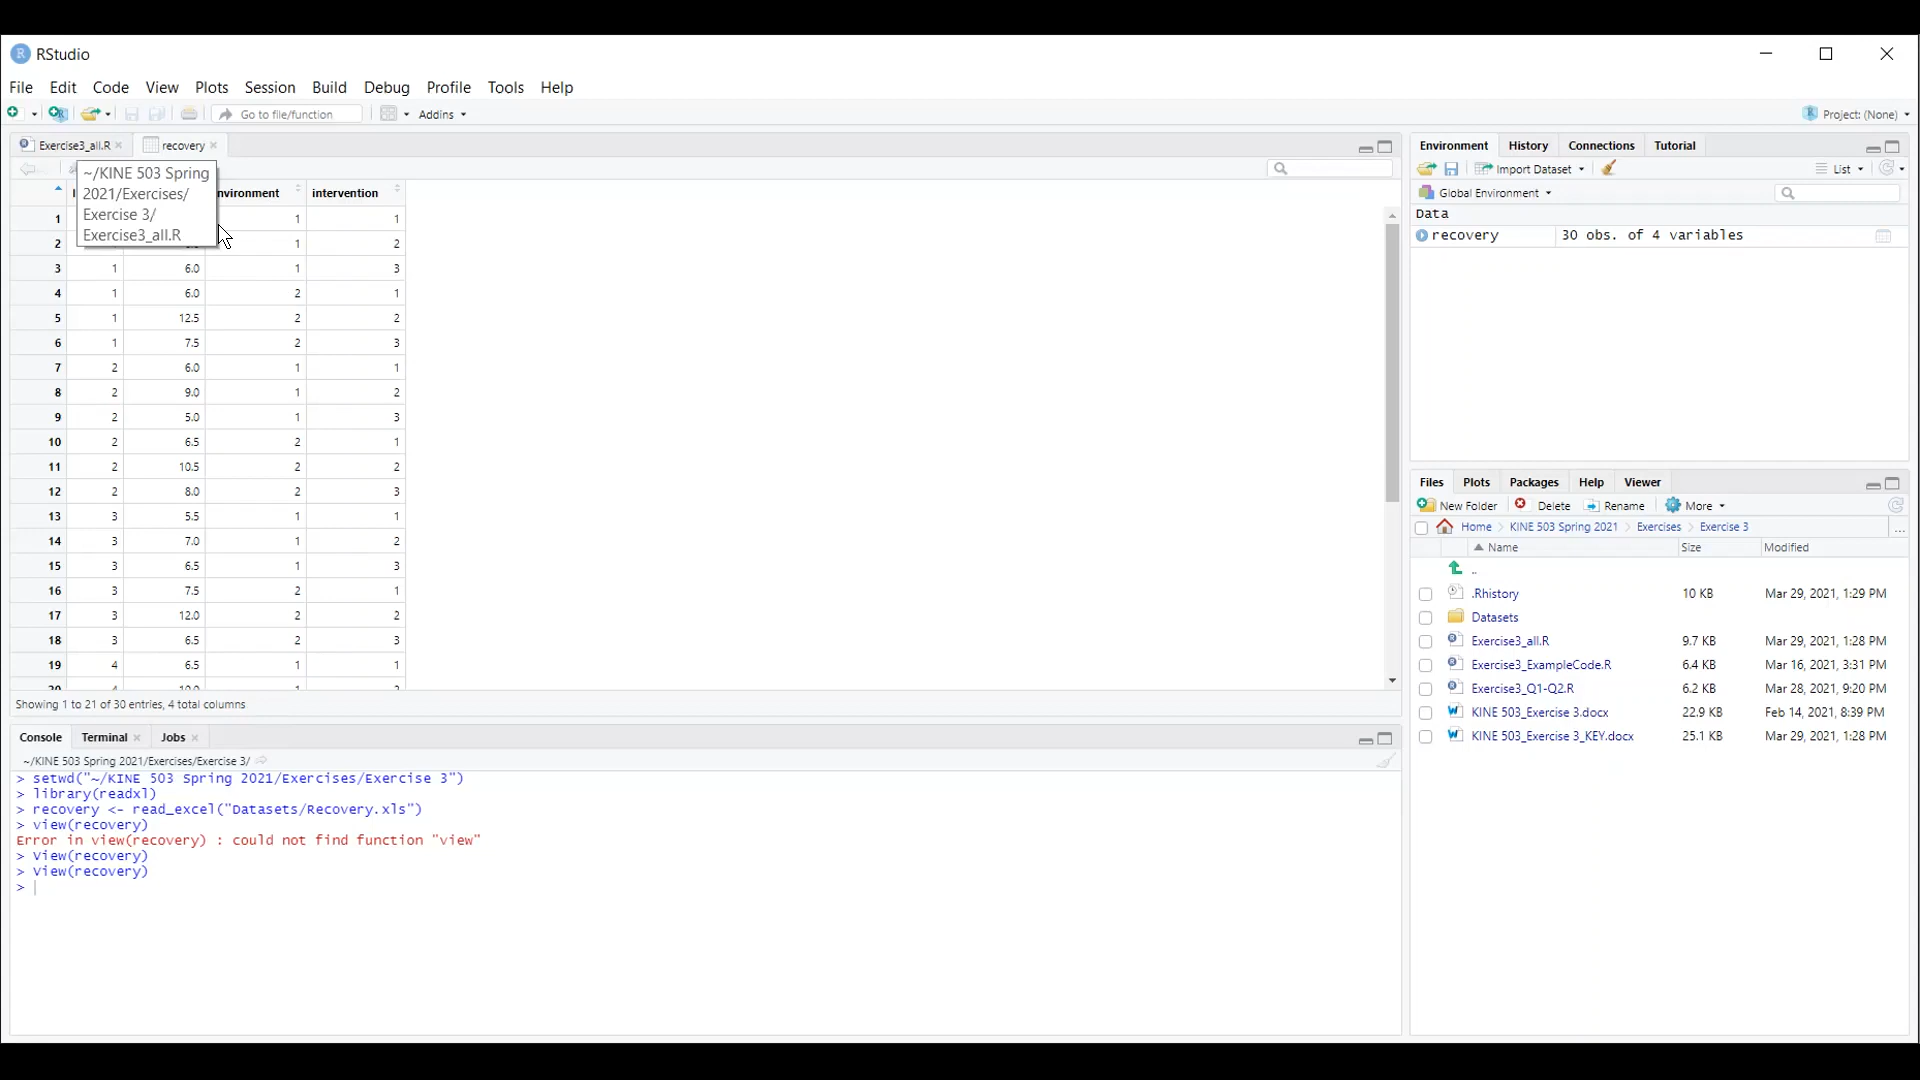 RStudio
File Edit Code View Plots Session Build Debug Profile Tools Help
Go to file/function Addins Project: (None)
Exercise3_all.R recovery
~/KINE 503 Spring
2021/Exercises/
Exercise 3/
Exercise3_all.R
nvironment intervention
1 1 1
2 1 2
3 1 6.0 1 3
4 1 6.0 2 1
5 1 12.5 2 2
6 1 7.5 2 3
7 2 6.0 1 1
8 2 9.0 1 2
9 2 5.0 1 3
10 2 6.5 2 1
11 2 10.5 2 2
12 2 8.0 2 3
13 3 5.5 1 1
14 3 7.0 1 2
15 3 6.5 1 3
16 3 7.5 2 1
17 3 12.0 2 2
18 3 6.5 2 3
19 4 6.5 1 1
20 4 10.0 1 2
Showing 1 to 21 of 30 entries, 4 total columns
Console Terminal Jobs
~/KINE 503 Spring 2021/Exercises/Exercise 3/
> setwd("~/KINE 503 Spring 2021/Exercises/Exercise 3")
> library(readxl)
> recovery <- read_excel("Datasets/Recovery.xls")
> view(recovery)
Error in view(recovery) : could not find function "view"
> View(recovery)
> View(recovery)
>
Environment History Connections Tutorial
Import Dataset List
Global Environment
Data
recovery 30 obs. of 4 variables
Files Plots Packages Help Viewer
New Folder Delete Rename More
Home KINE 503 Spring 2021 Exercises Exercise 3 ...
Name Size Modified
..
.Rhistory 10 KB Mar 29, 2021, 1:29 PM
Datasets
Exercise3_all.R 9.7 KB Mar 29, 2021, 1:28 PM
Exercise3_ExampleCode.R 6.4 KB Mar 16, 2021, 3:31 PM
Exercise3_Q1-Q2.R 6.2 KB Mar 28, 2021, 9:20 PM
KINE 503_Exercise 3.docx 22.9 KB Feb 14, 2021, 8:39 PM
KINE 503_Exercise 3_KEY.docx 25.1 KB Mar 29, 2021, 1:28 PM